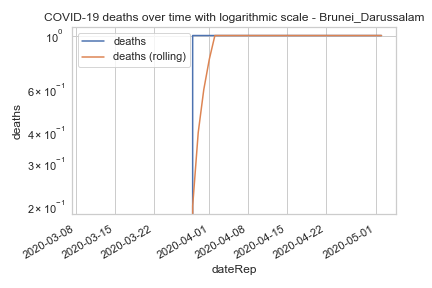 COVID-19 deaths over time with logarithmic scale - Brunei_Darussalam
10^0
6 × 10^-1
4 × 10^-1
3 × 10^-1
2 × 10^-1
deaths
deaths
deaths (rolling)
2020-03-08
2020-03-15
2020-03-22
2020-04-01
2020-04-08
2020-04-15
2020-04-22
2020-05-01
dateRep